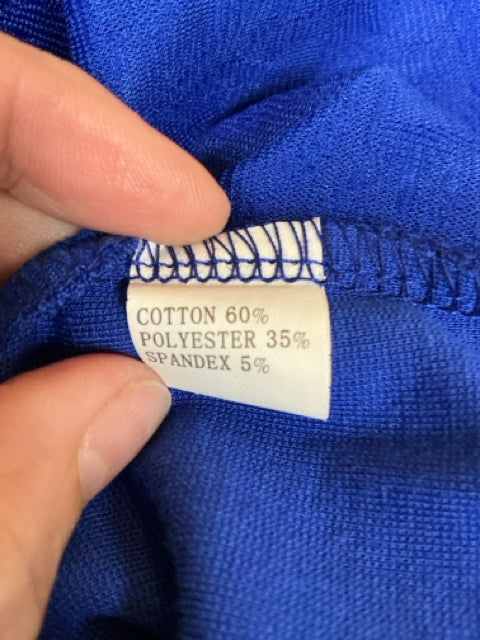 COTTON 60%
POLYESTER 35%
SPANDEX 5%